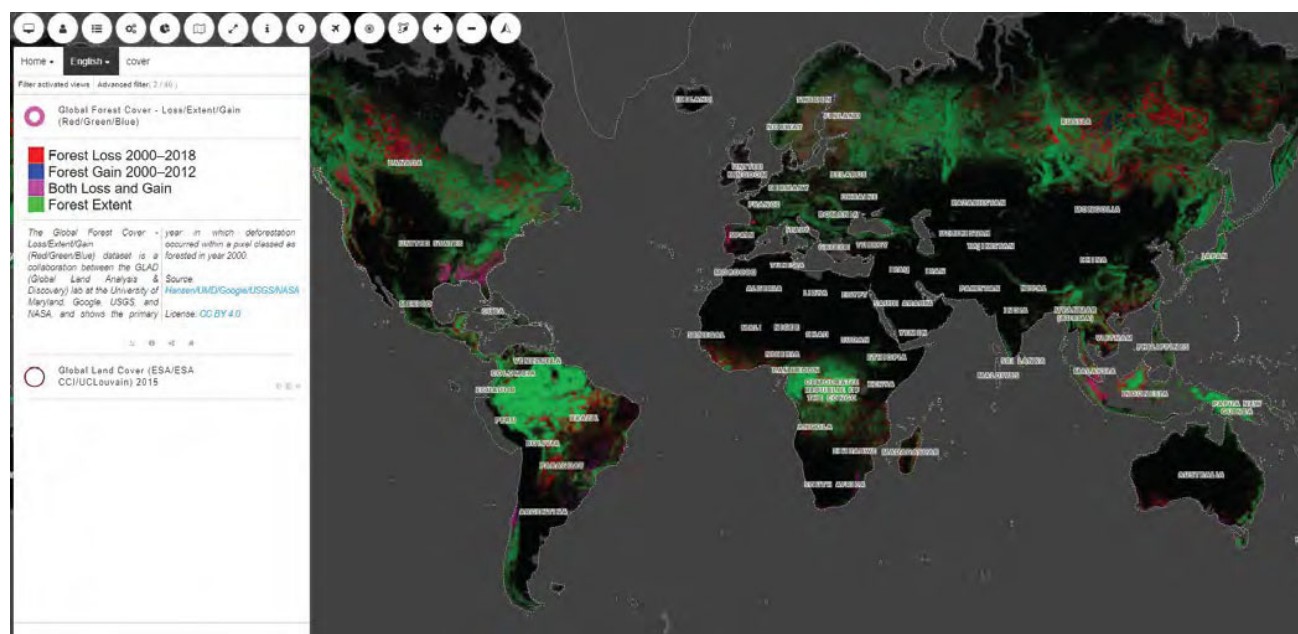 Home
English
cover
Filter activated views | Advanced filter
Global Forest Cover - Loss/Extent/Gain
(Red/Green/Blue)
Forest Loss 2000–2018
Forest Gain 2000–2012
Both Loss and Gain
Forest Extent
The Global Forest Cover -
Loss/Extent/Gain
(Red/Green/Blue) dataset is a
collaboration between the GLAD
(Global Land Analysis &
Discovery) lab at the University of
Maryland, Google, USGS, and
NASA, and shows the primary
year in which deforestation
occurred within a pixel classed as
forested in year 2000.
Source:
Hansen/UMD/Google/USGS/NASA
License: CC BY 4.0
Global Land Cover (ESA/ESA
CCI/UCLouvain) 2015
ICELAND
SWEDEN
FINLAND
NORWAY
RUSSIA
CANADA
UNITED
KINGDOM
BELARUS
GERMANY
UKRAINE
FRANCE
ROMANIA
KAZAKHSTAN
MONGOLIA
SPAIN
ITALY
GREECE
TURKEY
UZBEKISTAN
TAJIKISTAN
UNITED STATES
CHINA
JAPAN
MOROCCO
TUNISIA
IRAQ
IRAN
ALGERIA
LIBYA
EGYPT
SAUDI ARABIA
PAKISTAN
NEPAL
MEXICO
CUBA
INDIA
MYANMAR
(BURMA)
SENEGAL
MALI
NIGER
CHAD
SUDAN
YEMEN
VIETNAM
PHILIPPINES
NIGERIA
ETHIOPIA
SRI LANKA
VENEZUELA
COLOMBIA
CAMEROON
MALDIVES
MALAYSIA
ECUADOR
DEMOCRATIC
REPUBLIC OF
THE CONGO
KENYA
INDONESIA
PAPUA NEW
GUINEA
PERU
BRAZIL
ANGOLA
BOLIVIA
ZIMBABWE
MADAGASCAR
PARAGUAY
AUSTRALIA
SOUTH AFRICA
ARGENTINA